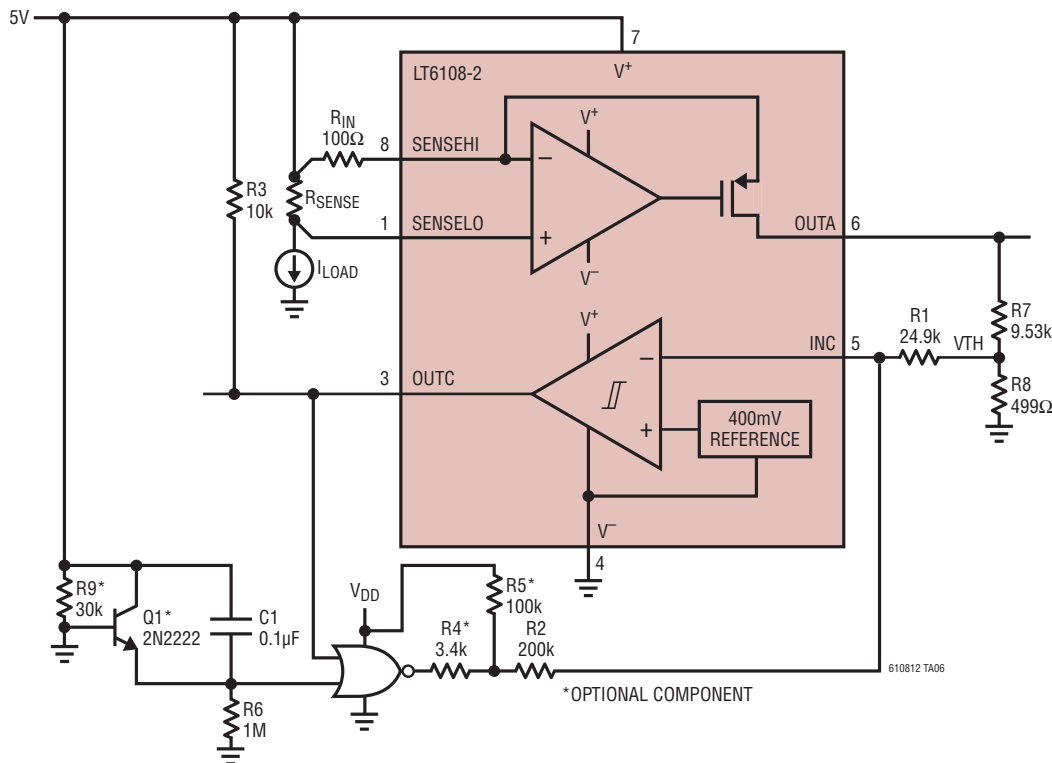 5V
7
V+
LT6108-2
RIN
100Ω
8
SENSEHI
V+
−
R3
10k
RSENSE
1
SENSELO
+
V−
OUTA
6
ILOAD
V+
R1
24.9k
VTH
R7
9.53k
INC
5
−
3
OUTC
R8
499Ω
400mV
REFERENCE
+
V−
4
R9*
30k
Q1*
2N2222
C1
0.1µF
VDD
R5*
100k
R4*
3.4k
R2
200k
610812 TA06
*OPTIONAL COMPONENT
R6
1M